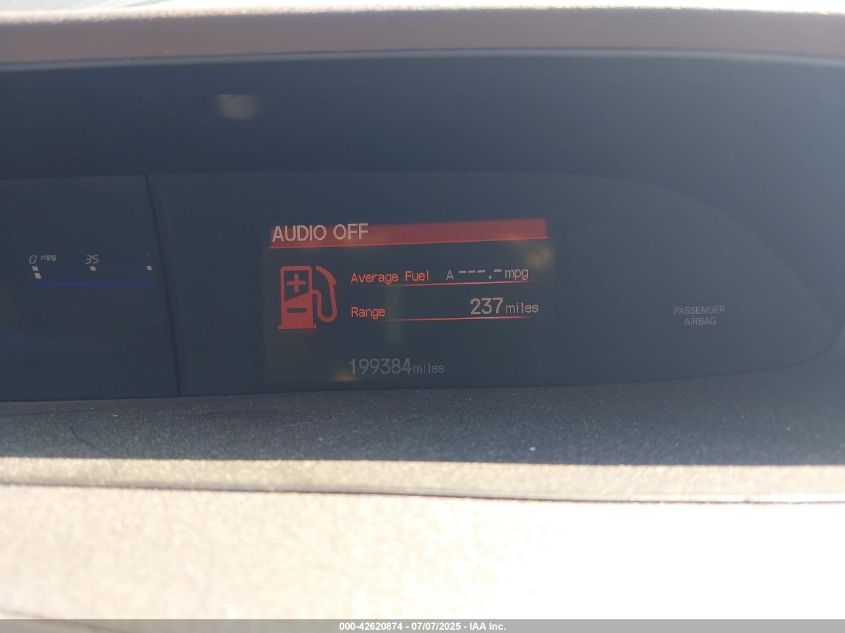 AUDIO OFF
0 mpg 35
Average Fuel A ---.- mpg
Range 237 miles
199384 miles
PASSENGER
AIRBAG
000-42620874 - 07/07/2025 - IAA Inc.